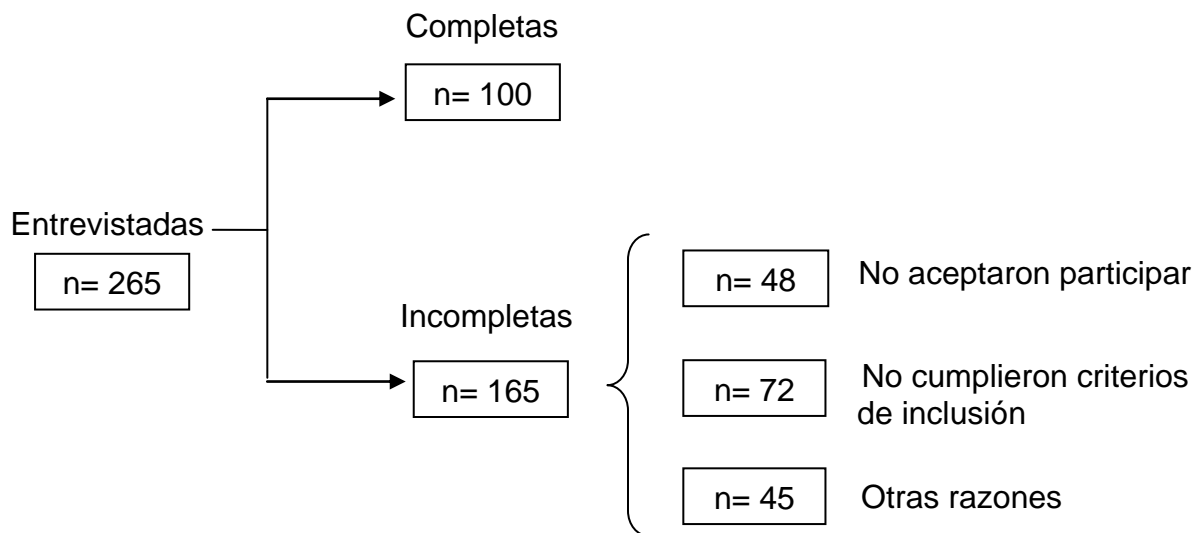 Completas
n= 100
Entrevistadas
n= 265
Incompletas
n= 165
n= 48
No aceptaron participar
n= 72
No cumplieron criterios
de inclusión
n= 45
Otras razones